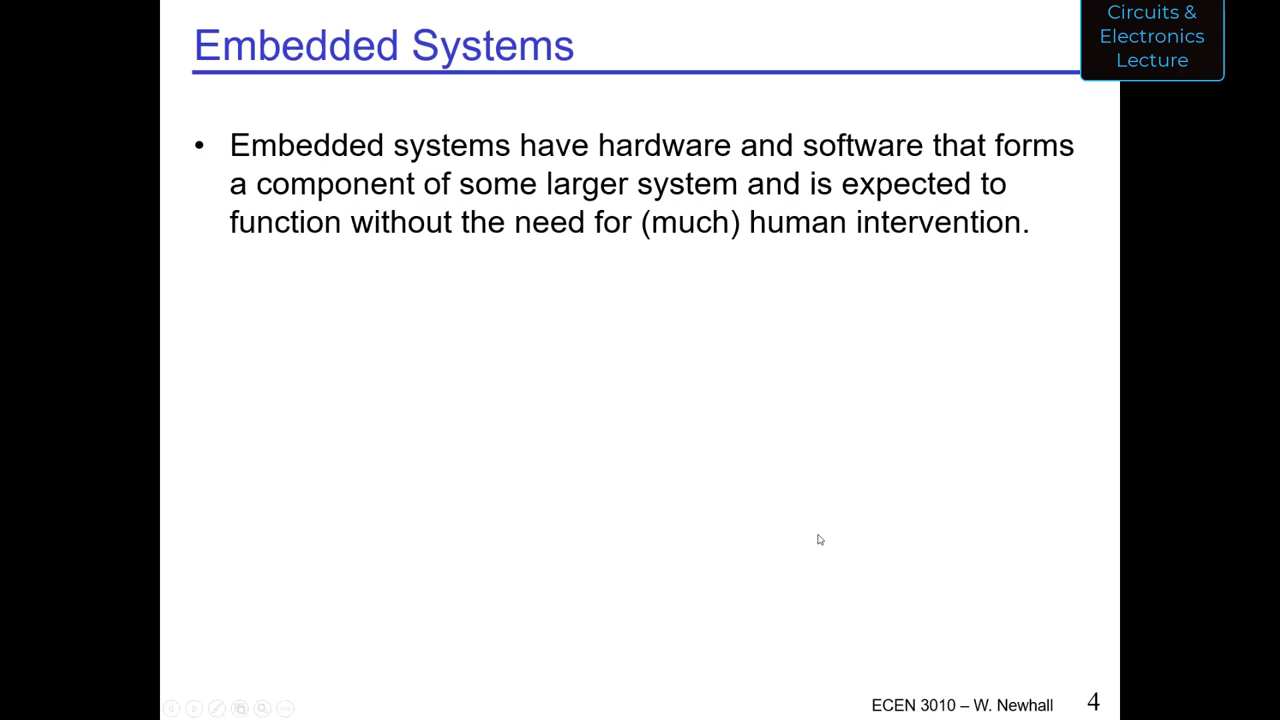 Embedded Systems
Circuits &
Electronics
Lecture
• Embedded systems have hardware and software that forms
a component of some larger system and is expected to
function without the need for (much) human intervention.
ECEN 3010 – W. Newhall 4